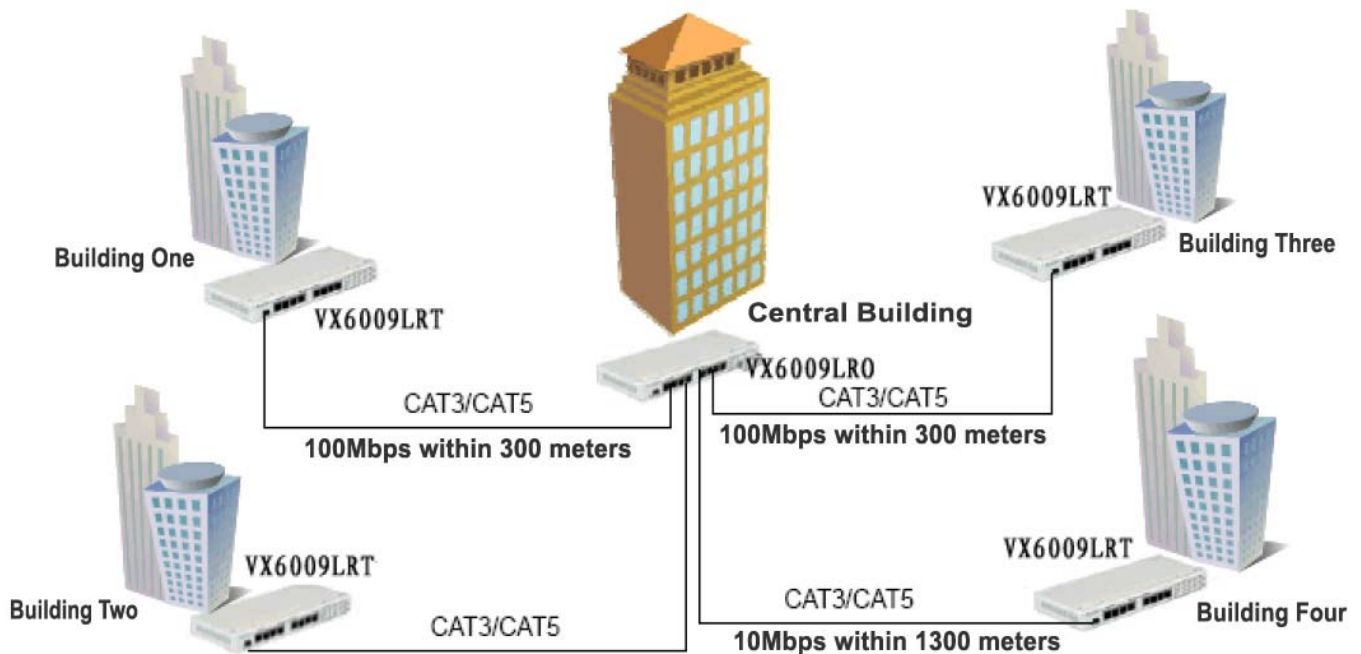 VX6009LRT
Building One
VX6009LRT
Building Three
Central Building
VX6009LRO
CAT3/CAT5
100Mbps within 300 meters
CAT3/CAT5
100Mbps within 300 meters
VX6009LRT
Building Two
CAT3/CAT5
VX6009LRT
Building Four
CAT3/CAT5
10Mbps within 1300 meters